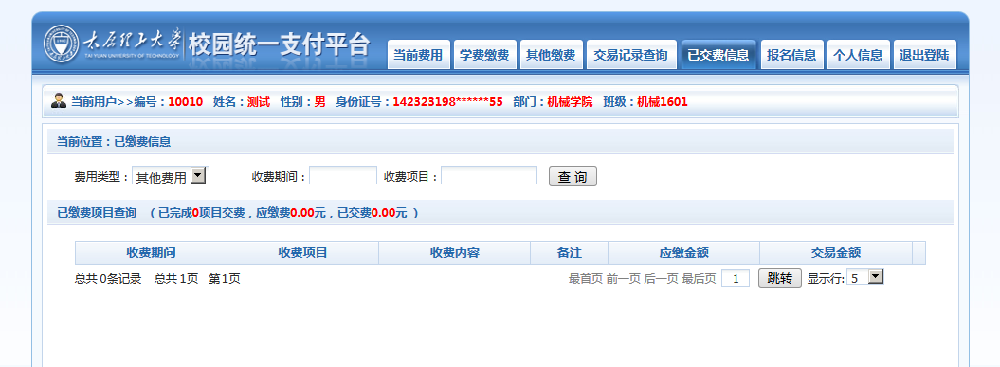 太原理工大学 校园统一支付平台
TAI YUAN UNIVERSITY OF TECHNOLOGY
当前费用 学费缴费 其他缴费 交易记录查询 已交费信息 报名信息 个人信息 退出登陆
当前用户>>编号：10010 姓名：测试 性别：男 身份证号：142323198******55 部门：机械学院 班级：机械1601
当前位置：已缴费信息
费用类型： 其他费用 收费期间： 收费项目： 查 询
已缴费项目查询 （ 已完成0项目交费，应缴费0.00元，已交费0.00元 ）
收费期间 收费项目 收费内容 备注 应缴金额 交易金额
总共 0条记录 总共 1页 第1页 最首页 前一页 后一页 最后页 1 跳转 显示行: 5